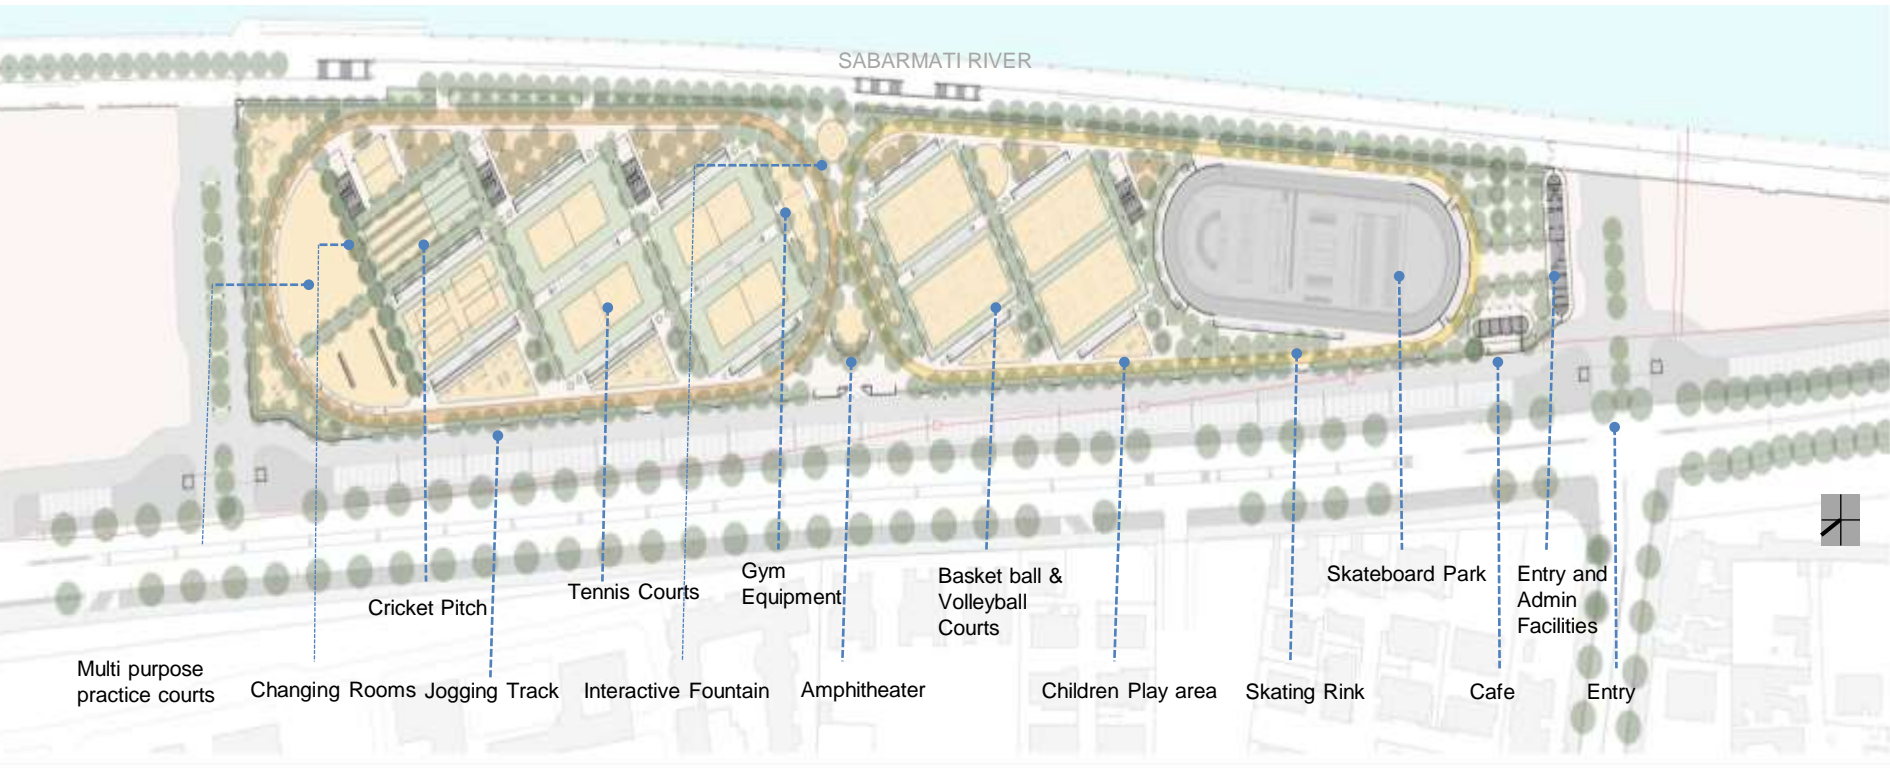 SABARMATI RIVER
Cricket Pitch
Tennis Courts
Gym
Equipment
Basket ball &
Volleyball
Courts
Skateboard Park
Entry and
Admin
Facilities
Multi purpose
practice courts
Changing Rooms
Jogging Track
Interactive Fountain
Amphitheater
Children Play area
Skating Rink
Cafe
Entry